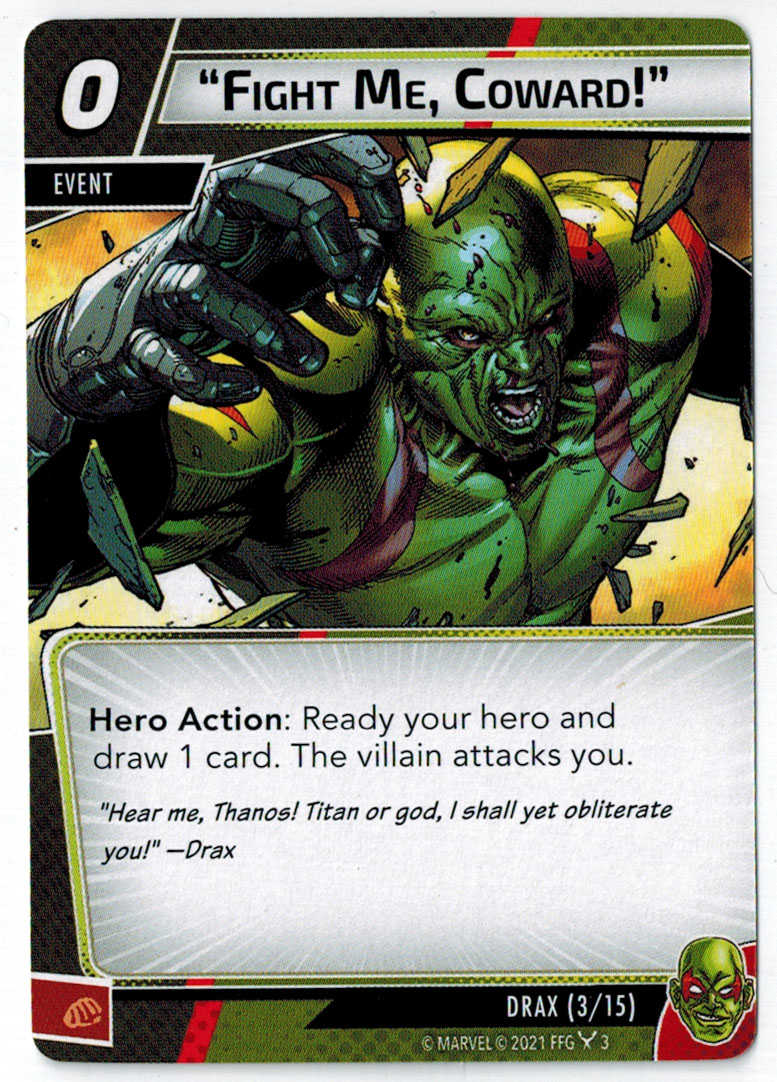 0
“FIGHT ME, COWARD!”
EVENT
Hero Action: Ready your hero and
draw 1 card. The villain attacks you.
"Hear me, Thanos! Titan or god, I shall yet obliterate
you!" —Drax
DRAX (3/15)
© MARVEL © 2021 FFG 3